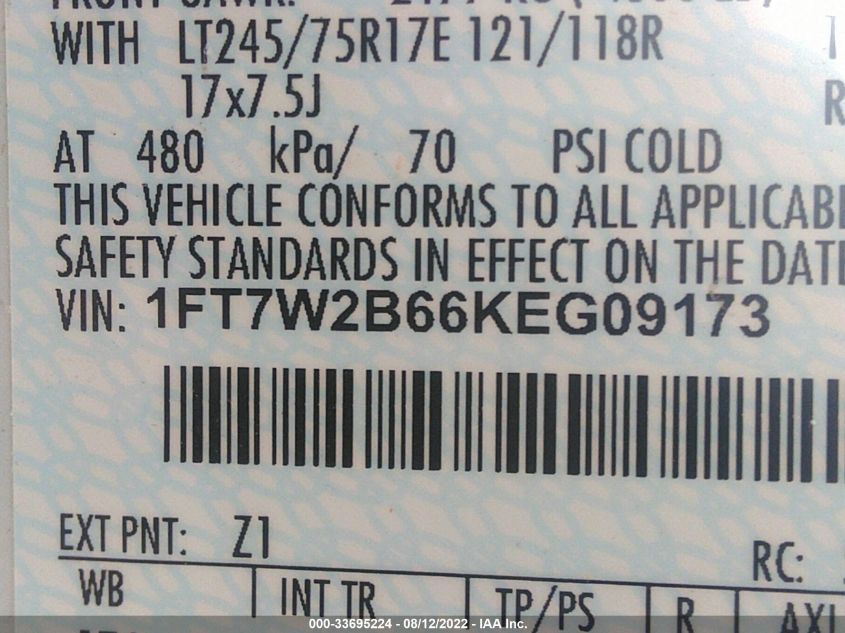 WITH LT245/75R17E 121/118R
17x7.5J
AT 480 kPa/ 70 PSI COLD
THIS VEHICLE CONFORMS TO ALL
SAFETY STANDARDS IN EFFECT ON THE
VIN: 1FT7W2B66KEG09173
EXT PNT: Z1
RC:
WB INT TR TP/PS R
000-33695224 - 08/12/2022 - IAA Inc.